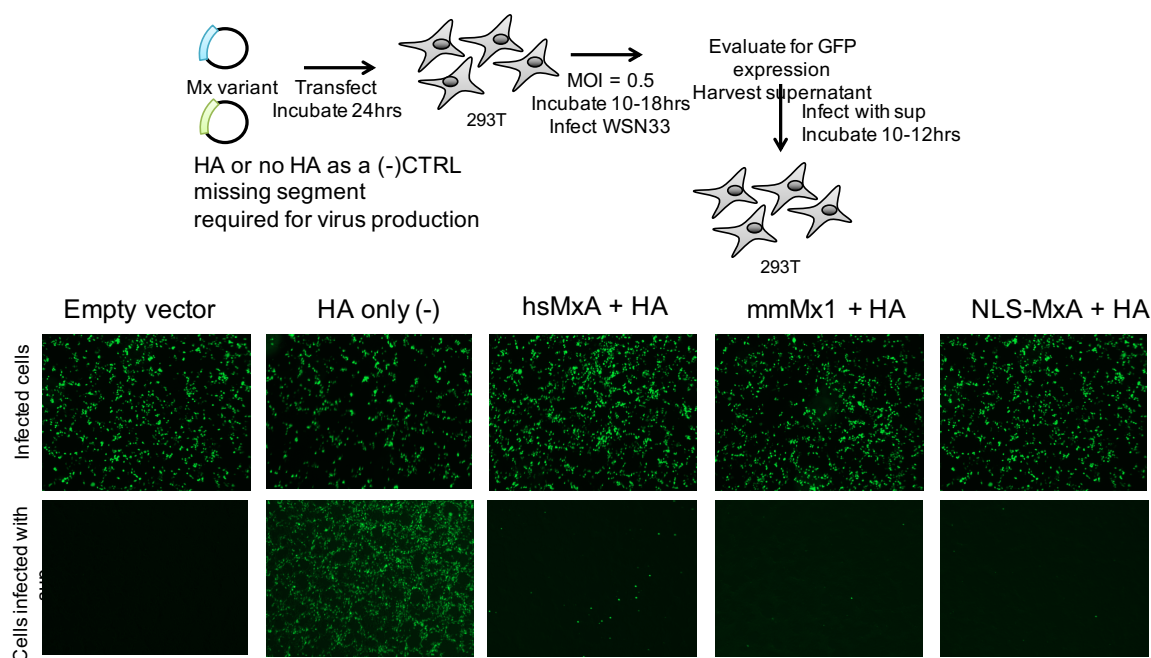 Mx variant
Transfect
Incubate 24hrs
293T
MOI = 0.5
Incubate 10-18hrs
Infect WSN33
Evaluate for GFP
expression
Harvest supernatant
Infect with sup
Incubate 10-12hrs
HA or no HA as a (-)CTRL
missing segment
required for virus production
293T
Empty vector
HA only (-)
hsMxA + HA
mmMx1 + HA
NLS-MxA + HA
Infected cells
Cells infected with